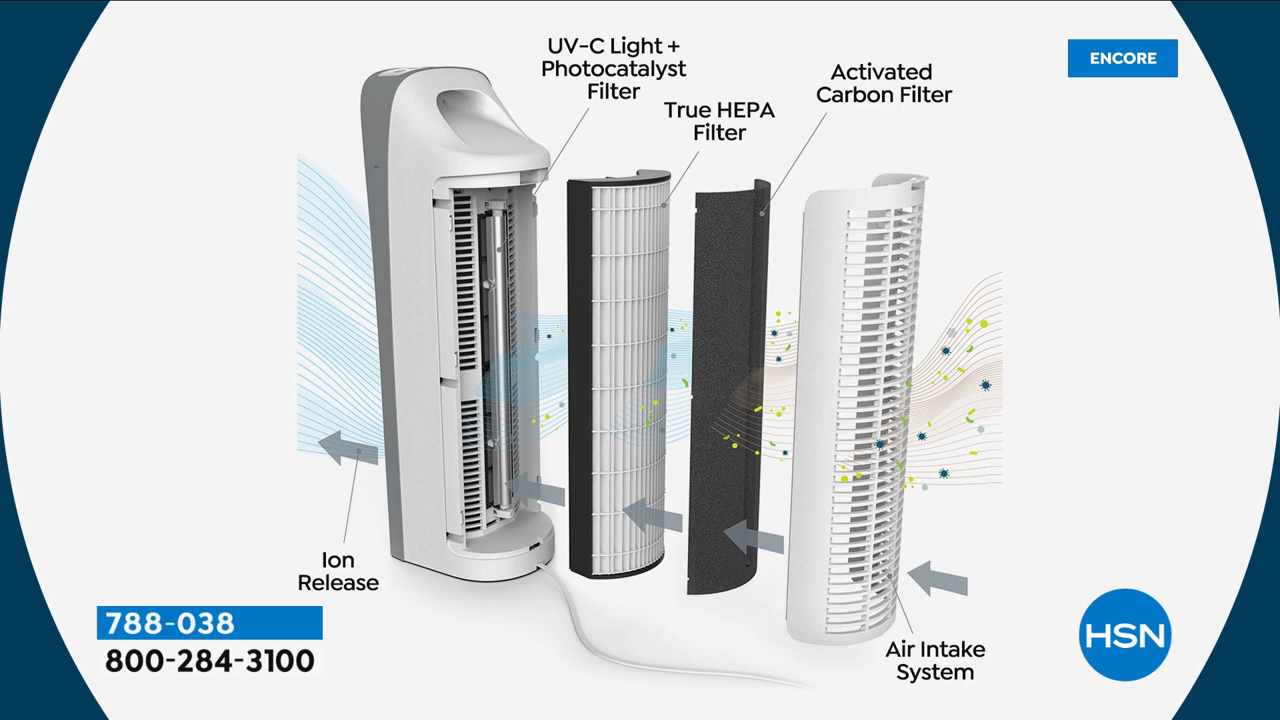 UV-C Light +
Photocatalyst
Filter
True HEPA
Filter
Activated
Carbon Filter
ENCORE
Ion
Release
Air Intake
System
788-038
800-284-3100
HSN